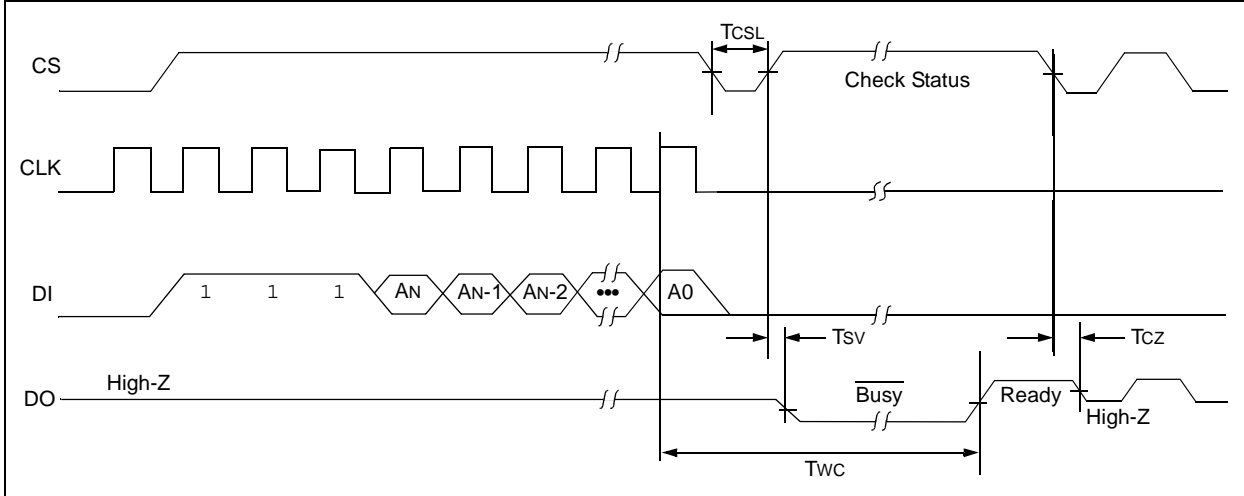 TCSL
CS
Check Status
CLK
DI
1 1 1 AN AN-1 AN-2 ••• A0
TSV
TCZ
High-Z
DO
Busy
Ready
High-Z
TWC